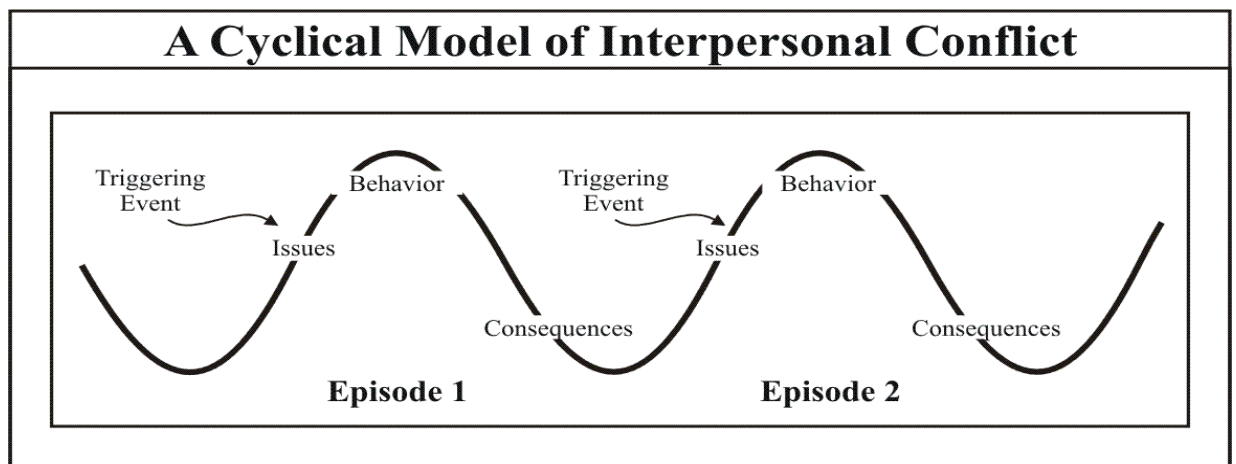 A Cyclical Model of Interpersonal Conflict
Triggering
Event
Issues
Behavior
Consequences
Episode 1
Triggering
Event
Issues
Behavior
Consequences
Episode 2